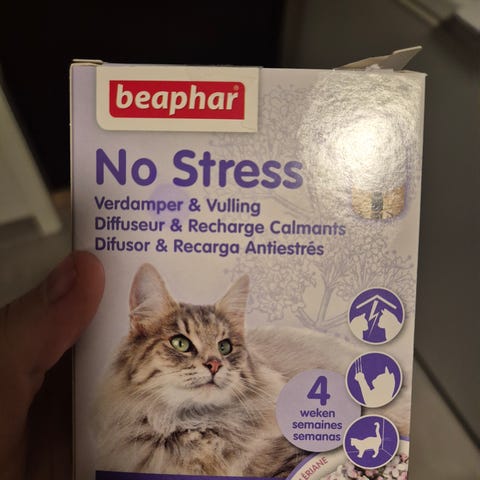 beaphar
No Stress
Verdamper & Vulling
Diffuseur & Recharge Calmants
Difusor & Recarga Antiestrés
4
weken
semaines
semanas